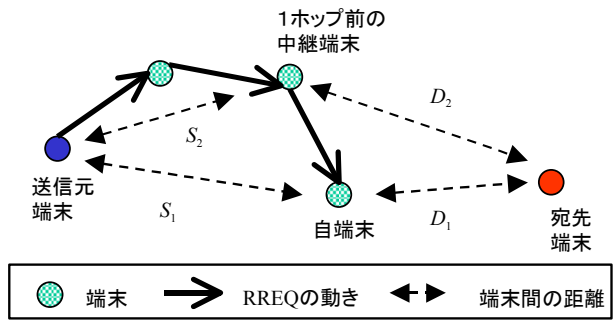 1ホップ前の
中継端末
D2
S2
送信元
端末
S1
自端末
D1
宛先
端末
端末
RREQの動き
端末間の距離